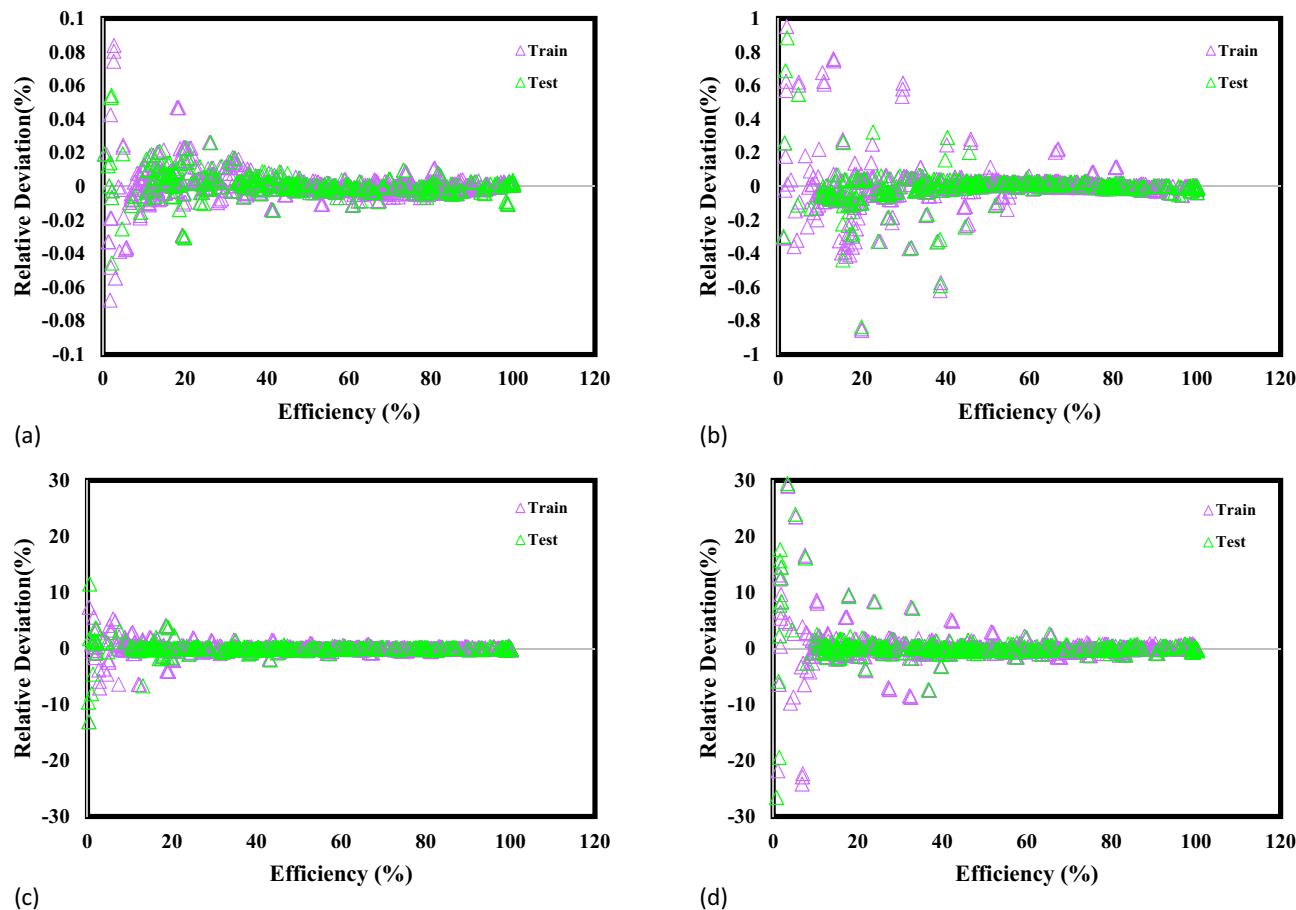 0.1
0.08
0.06
0.04
0.02
0
-0.02
-0.04
-0.06
-0.08
-0.1
Relative Deviation(%)
Train
Test
0 20 40 60 80 100 120
Efficiency (%)
(a)
1
0.8
0.6
0.4
0.2
0
-0.2
-0.4
-0.6
-0.8
-1
Relative Deviation(%)
Train
Test
0 20 40 60 80 100 120
Efficiency (%)
(b)
30
20
10
0
-10
-20
-30
Relative Deviation(%)
Train
Test
0 20 40 60 80 100 120
Efficiency (%)
(c)
30
20
10
0
-10
-20
-30
Relative Deviation(%)
Train
Test
0 20 40 60 80 100 120
Efficiency (%)
(d)